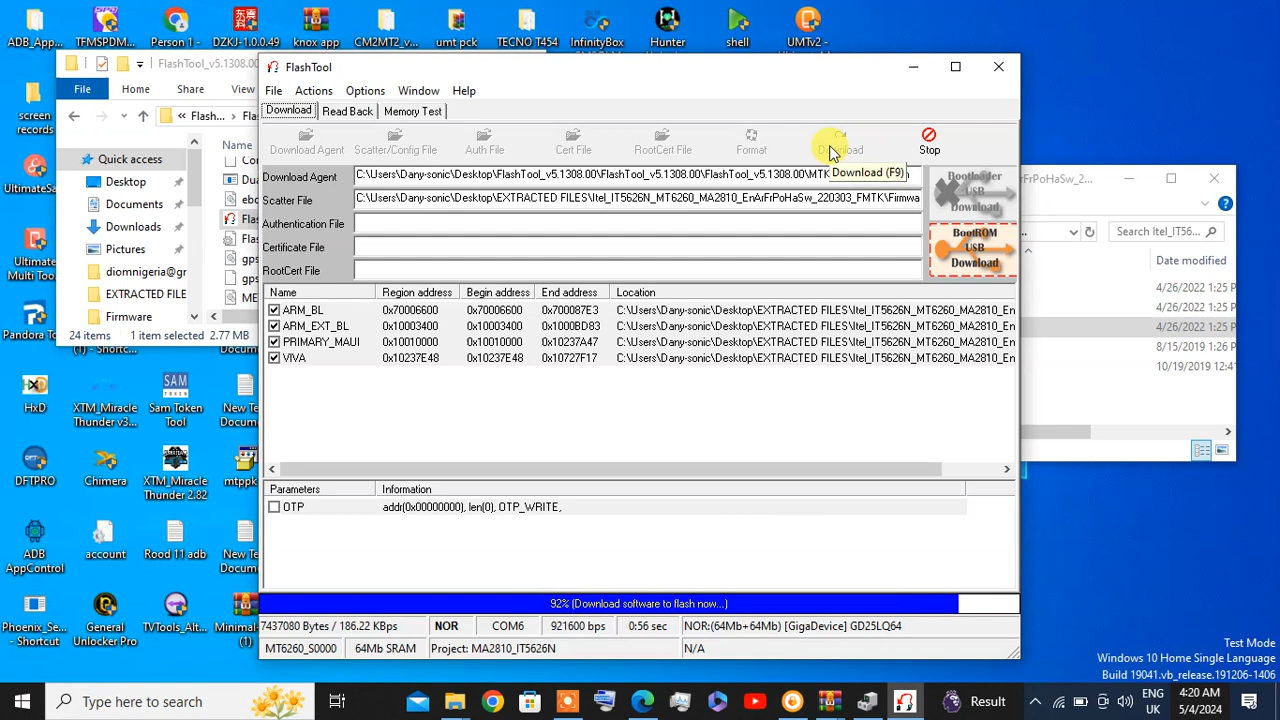 ADB_App...
TFMSPDM...
Person 1 -
DZKJ-1.0.0.49
knox app
CM2MT2_v...
umt pck
TECNO T454
InfinityBox
Hunter
shell
UMTv2 -
FlashTool_v5.1308.00
File
Home
Share
View
Flash...
screen
records
UltimateSa
Ultimate
Multi Too
Pandora To
Quick access
Desktop
Documents
Downloads
Pictures
diomnigeria@gr
EXTRACTED FILE
Firmware
Name
24 items
1 item selected 2.77 MB
FlashTool
File
Actions
Options
Window
Help
Download
Read Back
Memory Test
Download Agent
Scatter/Config File
Auth File
Cert File
RootCert File
Format
Download
Stop
Download (F9)
Download Agent
C:\Users\Dany-sonic\Desktop\FlashTool_v5.1308.00\FlashTool_v5.1308.00\FlashTool_v5.1308.00\MTK
Scatter File
C:\Users\Dany-sonic\Desktop\EXTRACTED FILES\Itel_IT5626N_MT6260_MA2810_EnArFrPoHaSw_220303_FMTK\Firmwa
Authentication File
Certificate File
RootCert File
Bootloader
USB
Download
BootROM
USB
Download
Name
Region address
Begin address
End address
Location
ARM_BL
0x70006600
0x70006600
0x700087E3
C:\Users\Dany-sonic\Desktop\EXTRACTED FILES\Itel_IT5626N_MT6260_MA2810_En
ARM_EXT_BL
0x10003400
0x10003400
0x1000BD83
C:\Users\Dany-sonic\Desktop\EXTRACTED FILES\Itel_IT5626N_MT6260_MA2810_En
PRIMARY_MAUI
0x10010000
0x10010000
0x10237A47
C:\Users\Dany-sonic\Desktop\EXTRACTED FILES\Itel_IT5626N_MT6260_MA2810_En
VIVA
0x10237E48
0x10237E48
0x10727F17
C:\Users\Dany-sonic\Desktop\EXTRACTED FILES\Itel_IT5626N_MT6260_MA2810_En
Parameters
Information
OTP
addr(0x00000000), len(0), OTP_WRITE,
92% (Download software to flash now...)
7437080 Bytes / 186.22 KBps
NOR
COM6
921600 bps
0:56 sec
NOR:(64Mb+64Mb) [GigaDevice] GD25LQ64
MT6260_S0000
64Mb SRAM
Project: MA2810_IT5626N
N/A
Search Itel_IT56...
Date modified
4/26/2022 1:25 P
4/26/2022 1:25 P
4/26/2022 1:25 P
8/15/2019 1:26 P
10/19/2019 12:41
(1) - Shortc...
HxD
XTM_Miracle
Thunder v3...
Sam Token
Tool
New Te
Docum
DFTPRO
Chimera
XTM_Miracle
Thunder 2.82
mtppk
ADB
AppControl
account
Rood 11 adb
New Te
Docum
Phoenix_Se...
- Shortcut
General
Unlocker Pro
TVTools_Alt...
Minimal-
(1)
Test Mode
Windows 10 Home Single Language
Build 19041.vb_release.191206-1406
Type here to search
Result
ENG
UK
4:20 AM
5/4/2024